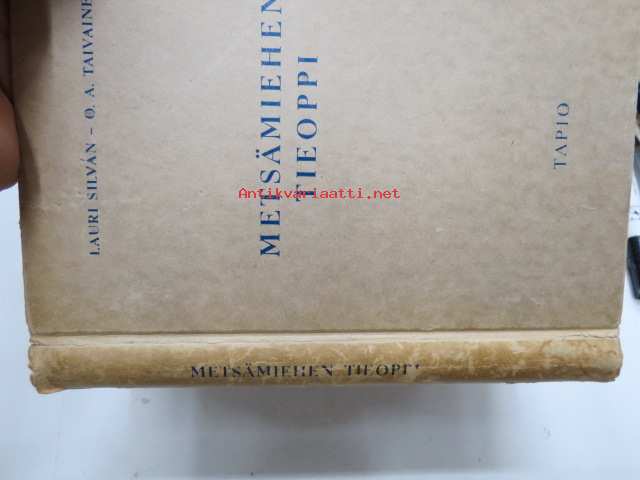 LAURI SILVÁN – O. A. TAIVAINE
METSÄMIEHEN
TIEOPPI
TAPIO
Antikvariaatti.net
METSÄMIEHEN TIEOPPI